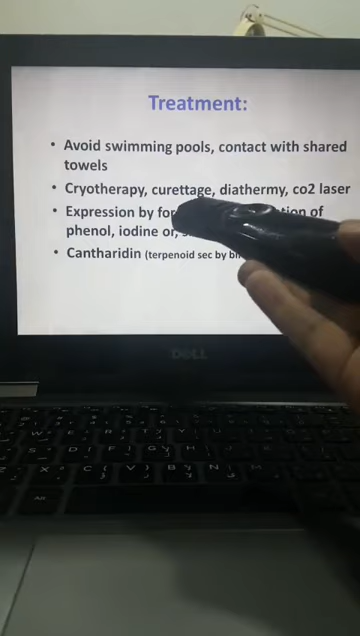 Treatment:
• Avoid swimming pools, contact with shared
towels
• Cryotherapy, curettage, diathermy, co2 laser
• Expression by of
phenol, iodine or,
• Cantharidin (terpenoid sec by
DELL